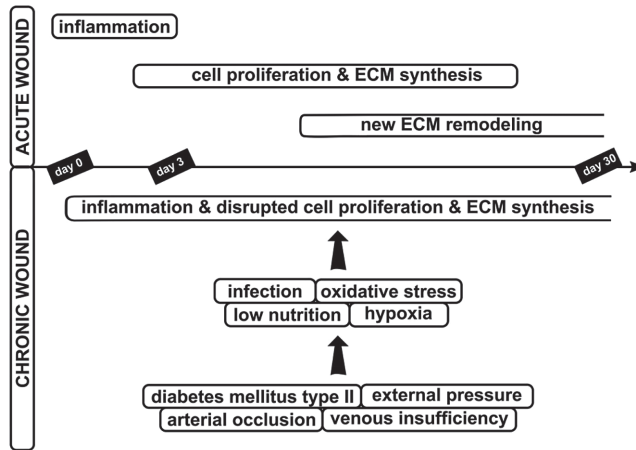 ACUTE WOUND
inflammation
cell proliferation & ECM synthesis
new ECM remodeling
day 0
day 3
day 30
CHRONIC WOUND
inflammation & disrupted cell proliferation & ECM synthesis
infection
oxidative stress
low nutrition
hypoxia
diabetes mellitus type II
external pressure
arterial occlusion
venous insufficiency